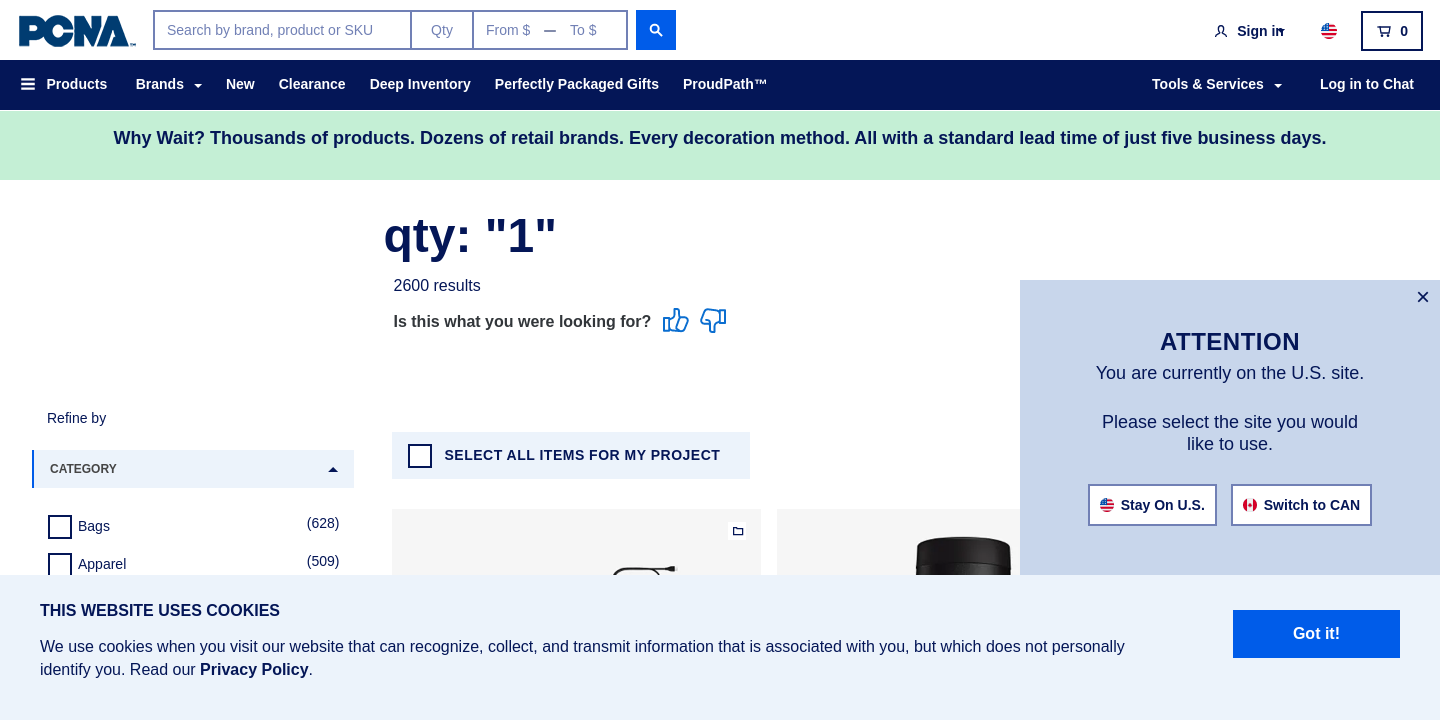 PCNA™
Search by brand, product or SKU
Qty
From $ — To $
Sign in
0
Products
Brands
New
Clearance
Deep Inventory
Perfectly Packaged Gifts
ProudPath™
Tools & Services
Log in to Chat
Why Wait? Thousands of products. Dozens of retail brands. Every decoration method. All with a standard lead time of just five business days.
qty: "1"
2600 results
Is this what you were looking for?
×
ATTENTION
You are currently on the U.S. site.
Please select the site you would
like to use.
Stay On U.S.
Switch to CAN
Refine by
CATEGORY
SELECT ALL ITEMS FOR MY PROJECT
Bags (628)
Apparel (509)
THIS WEBSITE USES COOKIES
We use cookies when you visit our website that can recognize, collect, and transmit information that is associated with you, but which does not personally
identify you. Read our Privacy Policy.
Got it!